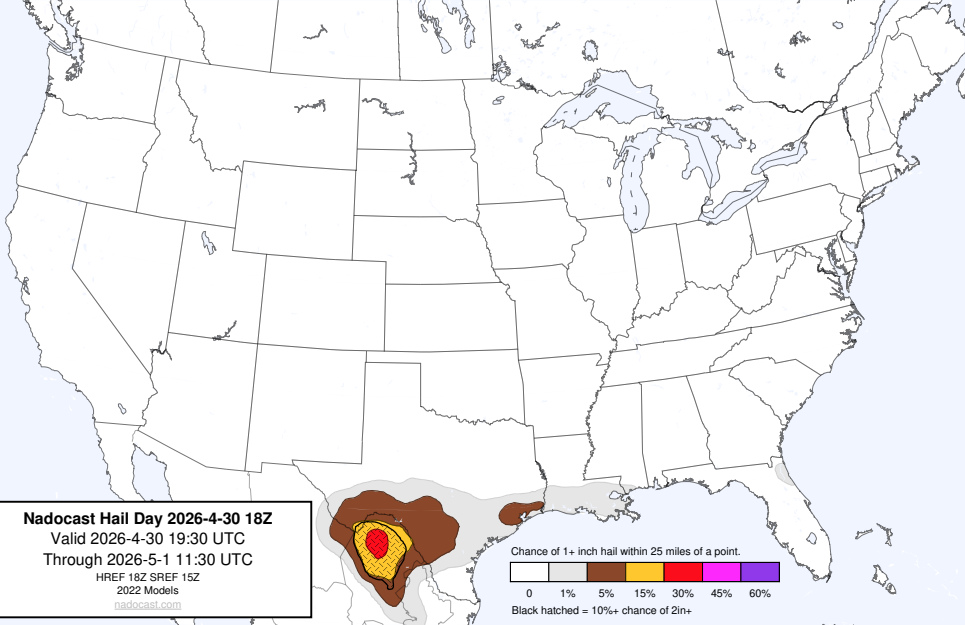 Nadocast Hail Day 2026-4-30 18Z
Valid 2026-4-30 19:30 UTC
Through 2026-5-1 11:30 UTC
HREF 18Z SREF 15Z
2022 Models
nadocast.com
Chance of 1+ inch hail within 25 miles of a point.
0 1% 5% 15% 30% 45% 60%
Black hatched = 10%+ chance of 2in+